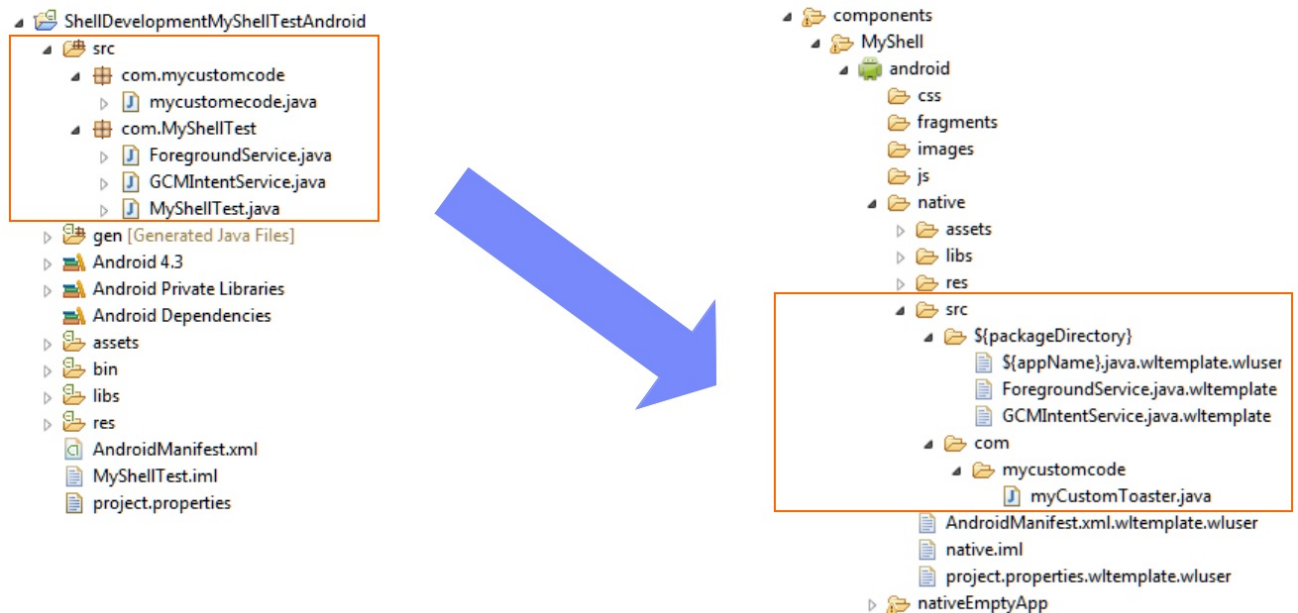 ShellDevelopmentMyShellTestAndroid
src
com.mycustomcode
mycustomecode.java
com.MyShellTest
ForegroundService.java
GCMIntentService.java
MyShellTest.java
gen [Generated Java Files]
Android 4.3
Android Private Libraries
Android Dependencies
assets
bin
libs
res
AndroidManifest.xml
MyShellTest.iml
project.properties
components
MyShell
android
css
fragments
images
js
native
assets
libs
res
src
${packageDirectory}
${appName}.java.wltemplate.wluser
ForegroundService.java.wltemplate
GCMIntentService.java.wltemplate
com
mycustomcode
myCustomToaster.java
AndroidManifest.xml.wltemplate.wluser
native.iml
project.properties.wltemplate.wluser
nativeEmptyApp